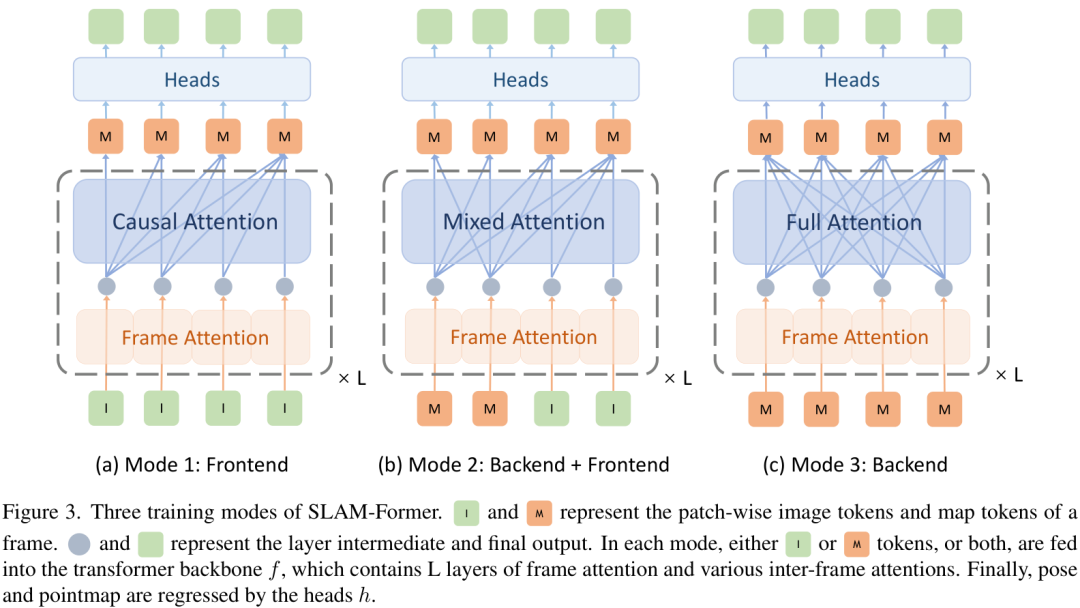 Heads Heads Heads
M M M M M M M M M M M M
Causal Attention Mixed Attention Full Attention
Frame Attention Frame Attention Frame Attention
× L × L × L
I I I I M M I I M M M M
(a) Mode 1: Frontend (b) Mode 2: Backend + Frontend (c) Mode 3: Backend
Figure 3. Three training modes of SLAM-Former. I and M represent the patch-wise image tokens and map tokens of a
frame. and represent the layer intermediate and final output. In each mode, either I or M tokens, or both, are fed
into the transformer backbone f, which contains L layers of frame attention and various inter-frame attentions. Finally, pose
and pointmap are regressed by the heads h.